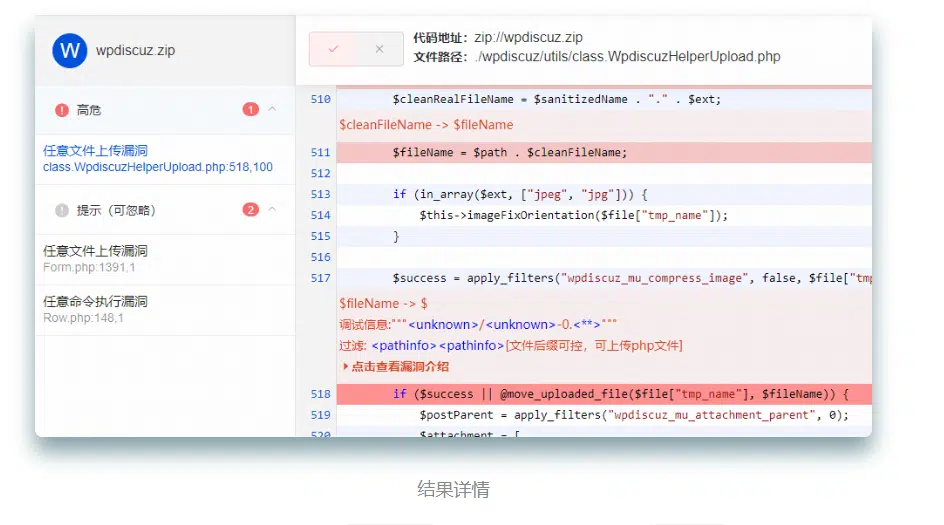 W wpdiscuz.zip
代码地址：zip://wpdiscuz.zip
文件路径：./wpdiscuz/utils/class.WpdiscuzHelperUpload.php
高危 1
任意文件上传漏洞
class.WpdiscuzHelperUpload.php:518,100
提示（可忽略） 2
任意文件上传漏洞
Form.php:1391,1
任意命令执行漏洞
Row.php:148,1
510 $cleanRealFileName = $sanitizedName . "." . $ext;
$cleanFileName -> $fileName
511 $fileName = $path . $cleanFileName;
512
513 if (in_array($ext, ["jpeg", "jpg"])) {
514 $this->imageFixOrientation($file["tmp_name"]);
515 }
516
517 $success = apply_filters("wpdiscuz_mu_compress_image", false, $file["tm
$fileName -> $
调试信息:"""<unknown>/<unknown>-0.<**>"""
过滤: <pathinfo><pathinfo>[文件后缀可控，可上传php文件]
点击查看漏洞介绍
518 if ($success || @move_uploaded_file($file["tmp_name"], $fileName)) {
519 $postParent = apply_filters("wpdiscuz_mu_attachment_parent", 0);
520 $attachment = [
结果详情